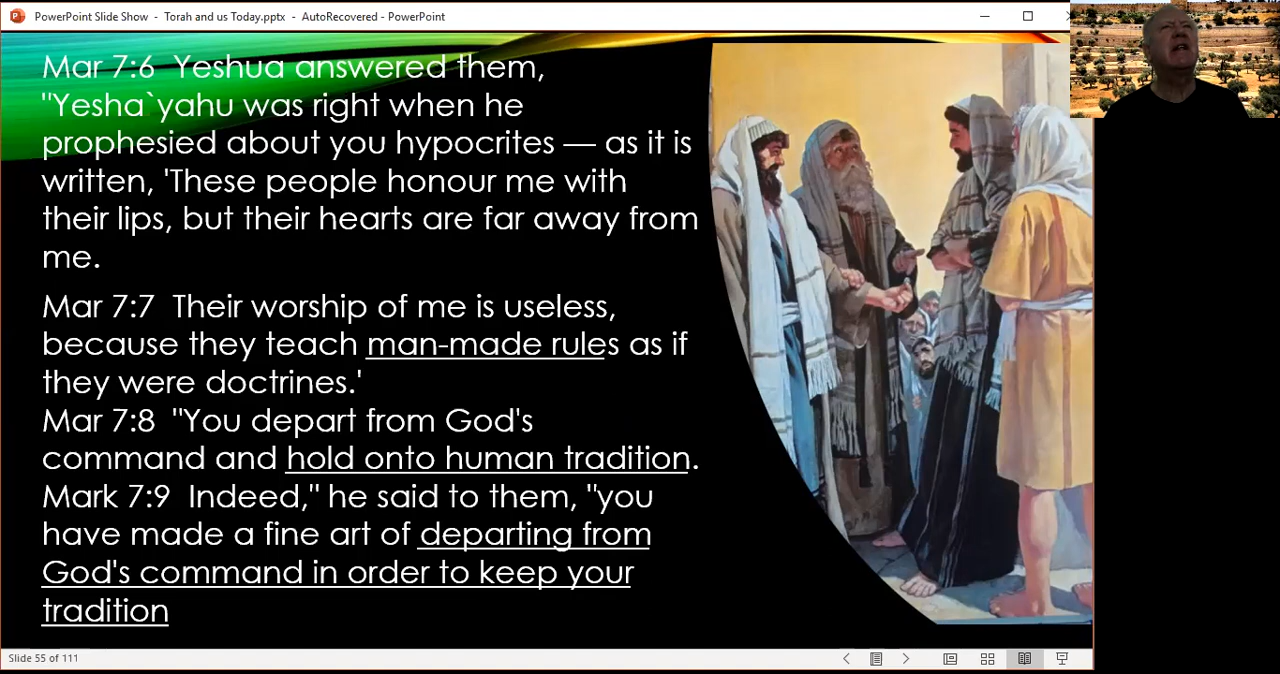 PowerPoint Slide Show - Torah and us Today.pptx - AutoRecovered - PowerPoint
Mar 7:6 Yeshua answered them,
"Yesha`yahu was right when he
prophesied about you hypocrites — as it is
written, 'These people honour me with
their lips, but their hearts are far away from
me.
Mar 7:7 Their worship of me is useless,
because they teach man-made rules as if
they were doctrines.'
Mar 7:8 "You depart from God's
command and hold onto human tradition.
Mark 7:9 Indeed," he said to them, "you
have made a fine art of departing from
God's command in order to keep your
tradition
Slide 55 of 111